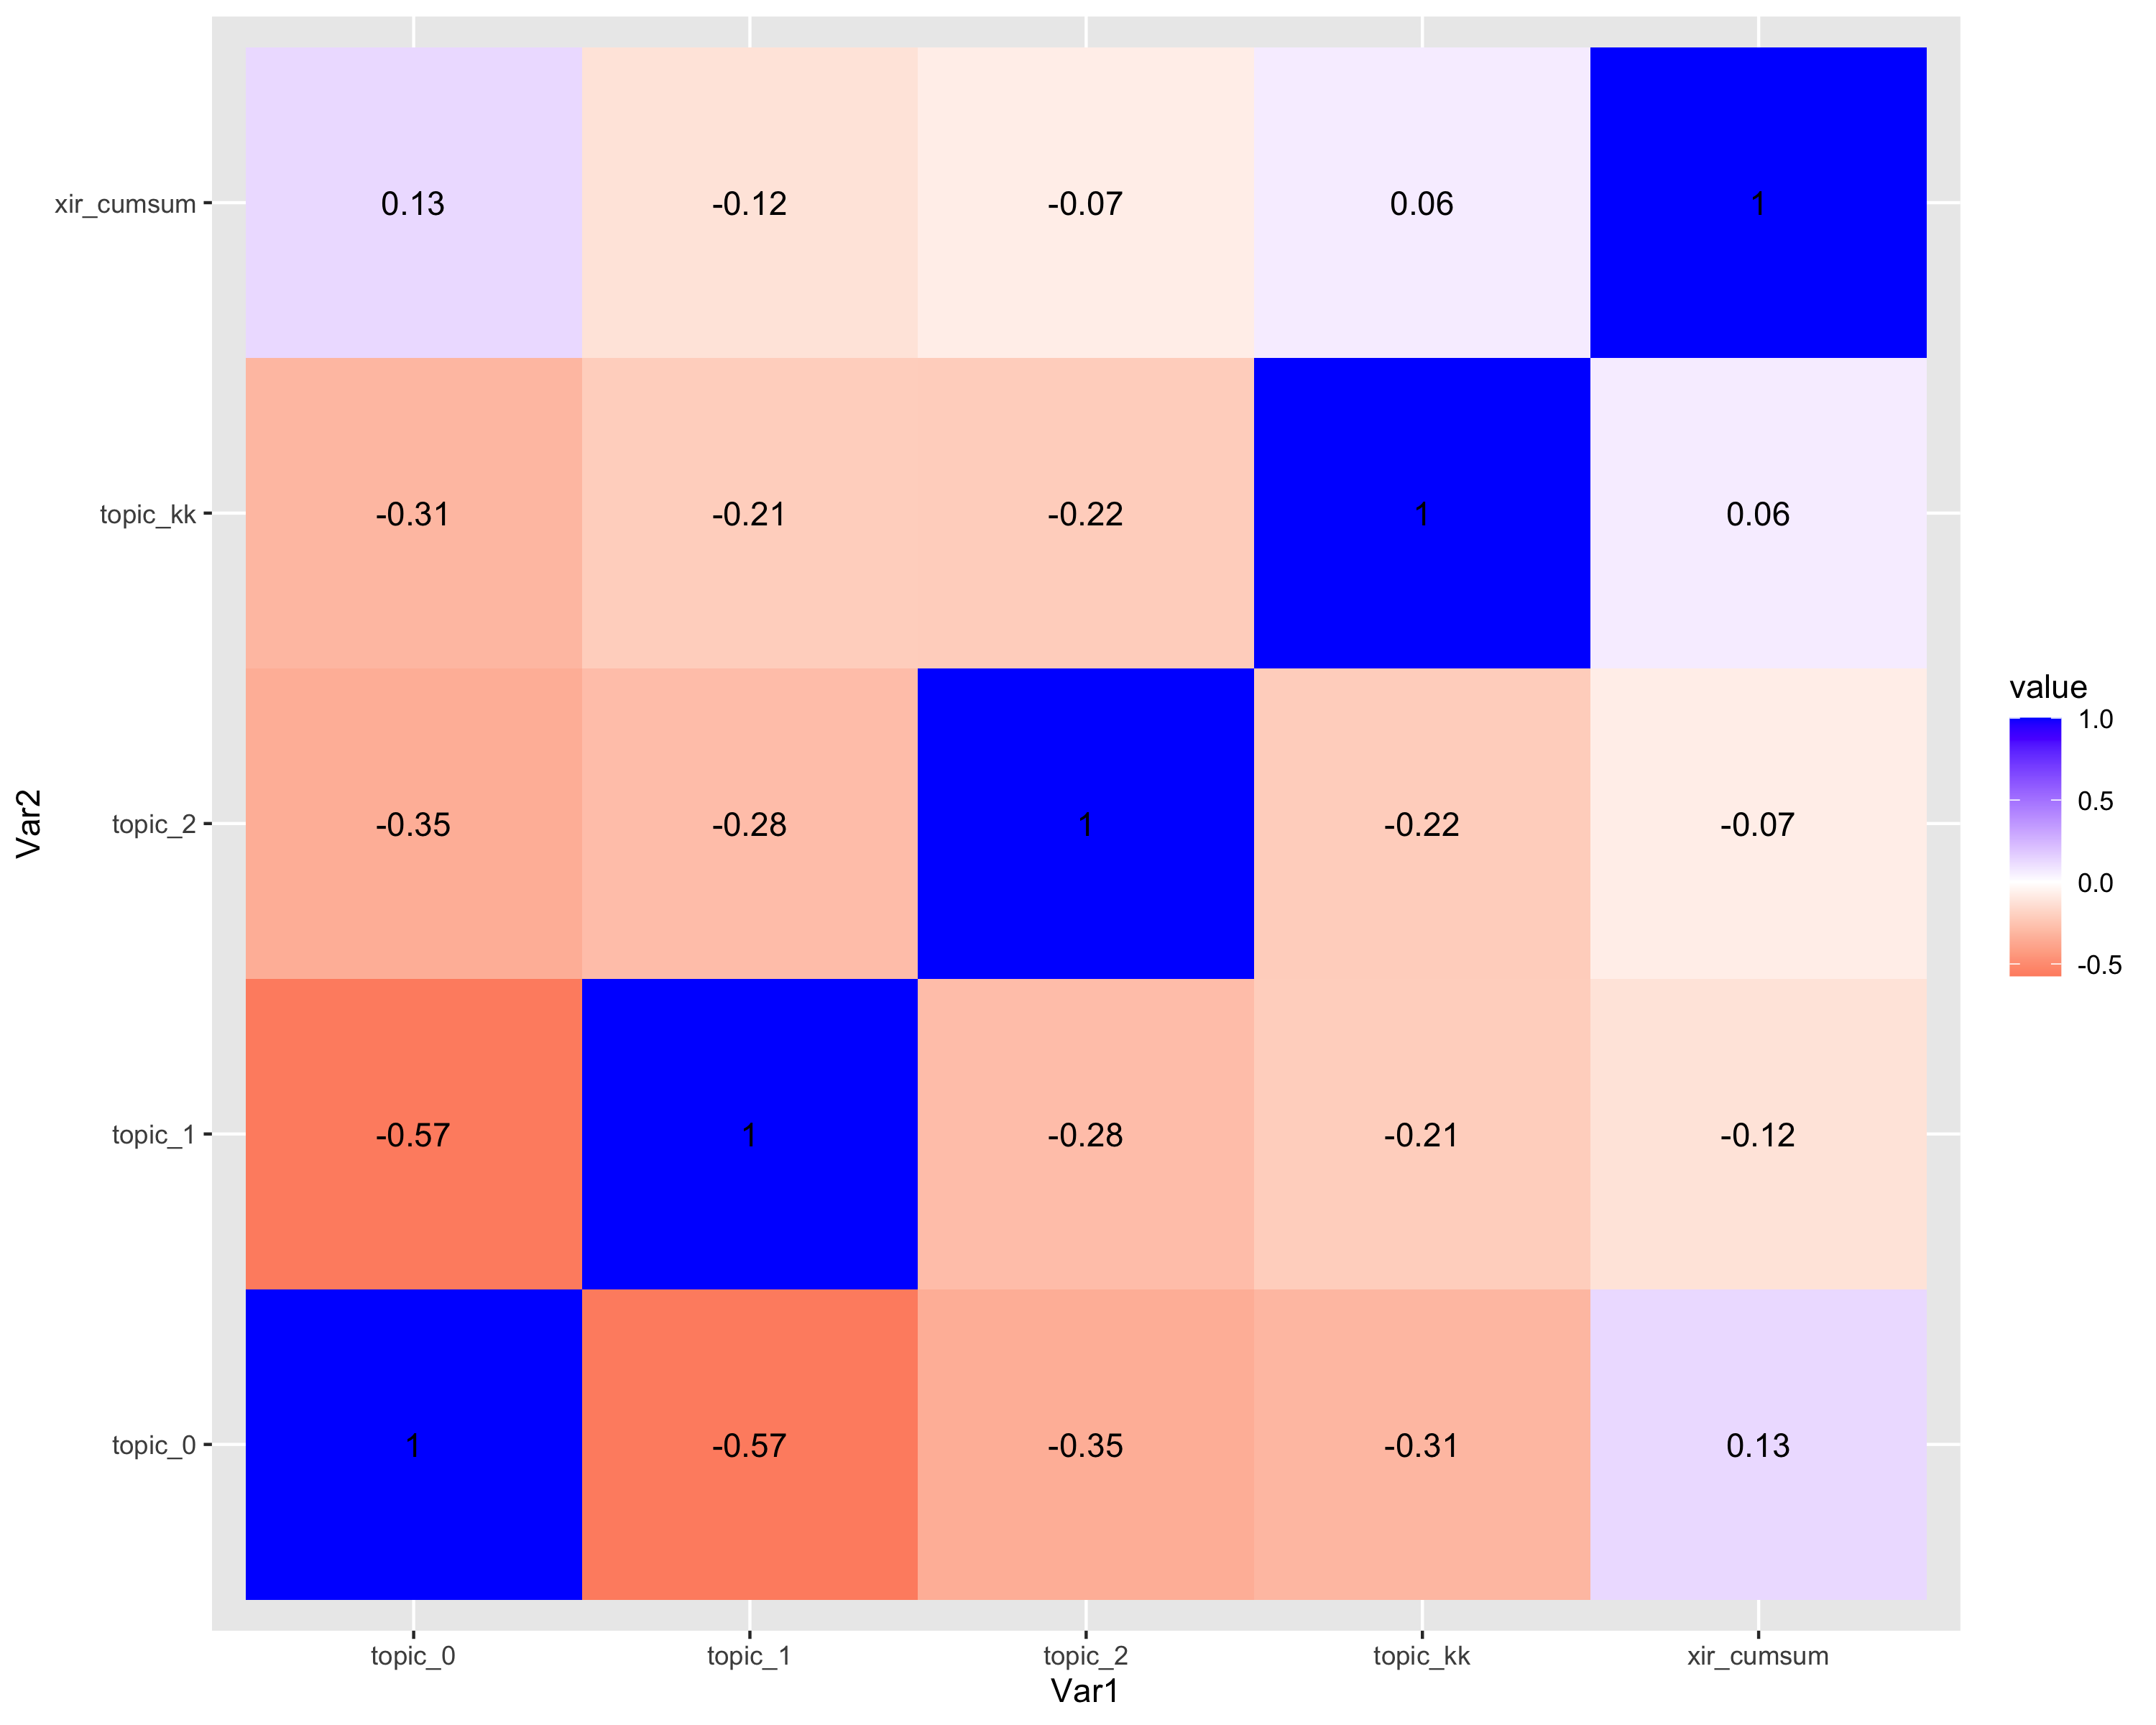 xir_cumsum 0.13 -0.12 -0.07 0.06 1
topic_kk -0.31 -0.21 -0.22 1 0.06
topic_2 -0.35 -0.28 1 -0.22 -0.07
topic_1 -0.57 1 -0.28 -0.21 -0.12
topic_0 1 -0.57 -0.35 -0.31 0.13
topic_0 topic_1 topic_2 topic_kk xir_cumsum
Var1
Var2
value
1.0
0.5
0.0
-0.5